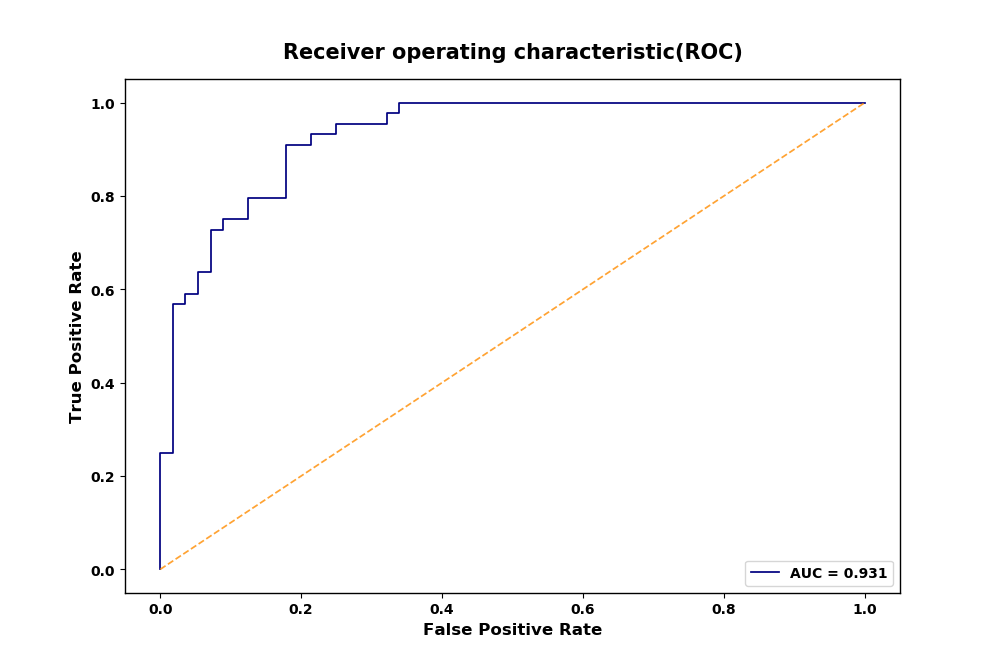 Receiver operating characteristic(ROC)
True Positive Rate
1.0
0.8
0.6
0.4
0.2
0.0
0.0 0.2 0.4 0.6 0.8 1.0
False Positive Rate
AUC = 0.931